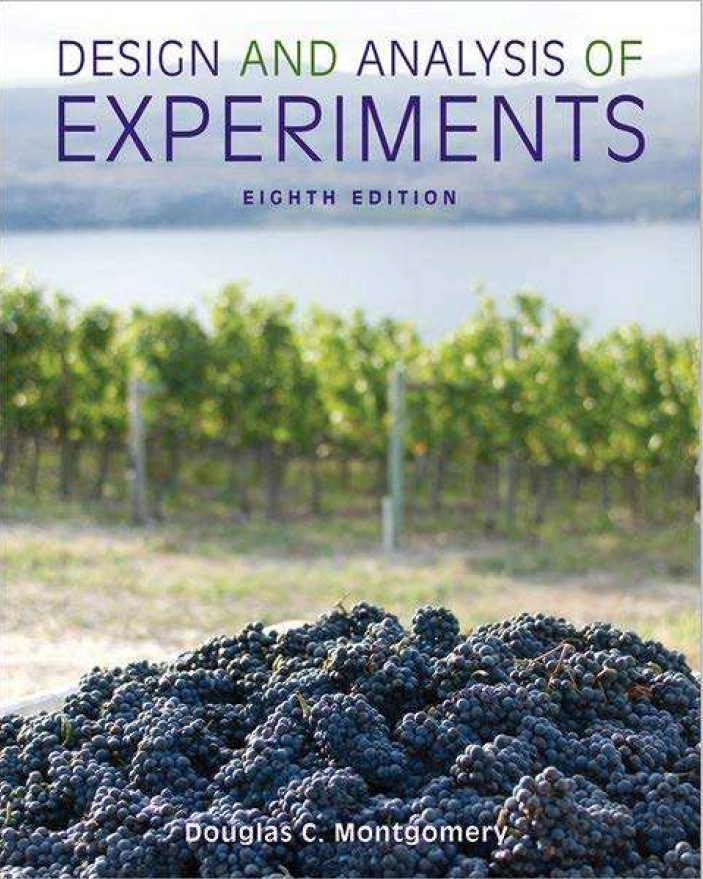 DESIGN AND ANALYSIS OF
EXPERIMENTS
EIGHTH EDITION
Douglas C. Montgomery